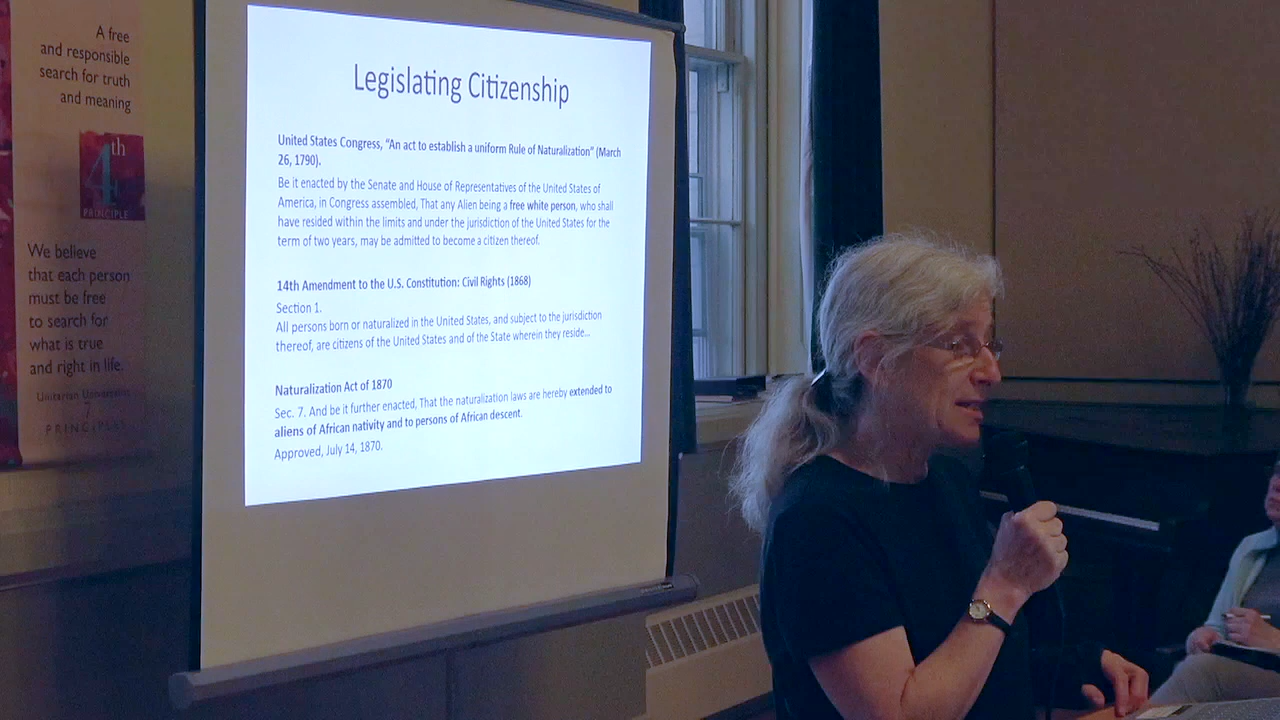 A free
and responsible
search for truth
and meaning
4th
PRINCIPLE
We believe
that each person
must be free
to search for
what is true
and right in life.
Unitarian Universalist
7
PRINCIPLES
Legislating Citizenship
United States Congress, “An act to establish a uniform Rule of Naturalization” (March
26, 1790).
Be it enacted by the Senate and House of Representatives of the United States of
America, in Congress assembled, That any Alien being a free white person, who shall
have resided within the limits and under the jurisdiction of the United States for the
term of two years, may be admitted to become a citizen thereof.
14th Amendment to the U.S. Constitution: Civil Rights (1868)
Section 1.
All persons born or naturalized in the United States, and subject to the jurisdiction
thereof, are citizens of the United States and of the State wherein they reside...
Naturalization Act of 1870
Sec. 7. And be it further enacted, That the naturalization laws are hereby extended to
aliens of African nativity and to persons of African descent.
Approved, July 14, 1870.